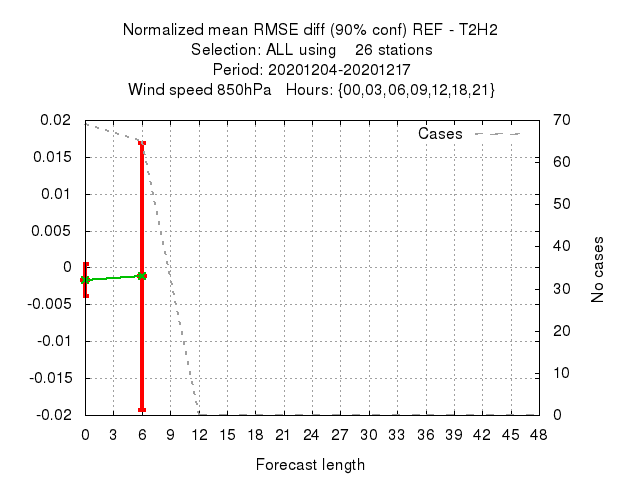 Normalized mean RMSE diff (90% conf) REF - T2H2
Selection: ALL using 26 stations
Period: 20201204-20201217
Wind speed 850hPa Hours: {00,03,06,09,12,18,21}
Cases
0.02
0.015
0.01
0.005
0
-0.005
-0.01
-0.015
-0.02
70
60
50
40
30
20
10
0
No cases
0 3 6 9 12 15 18 21 24 27 30 33 36 39 42 45 48
Forecast length